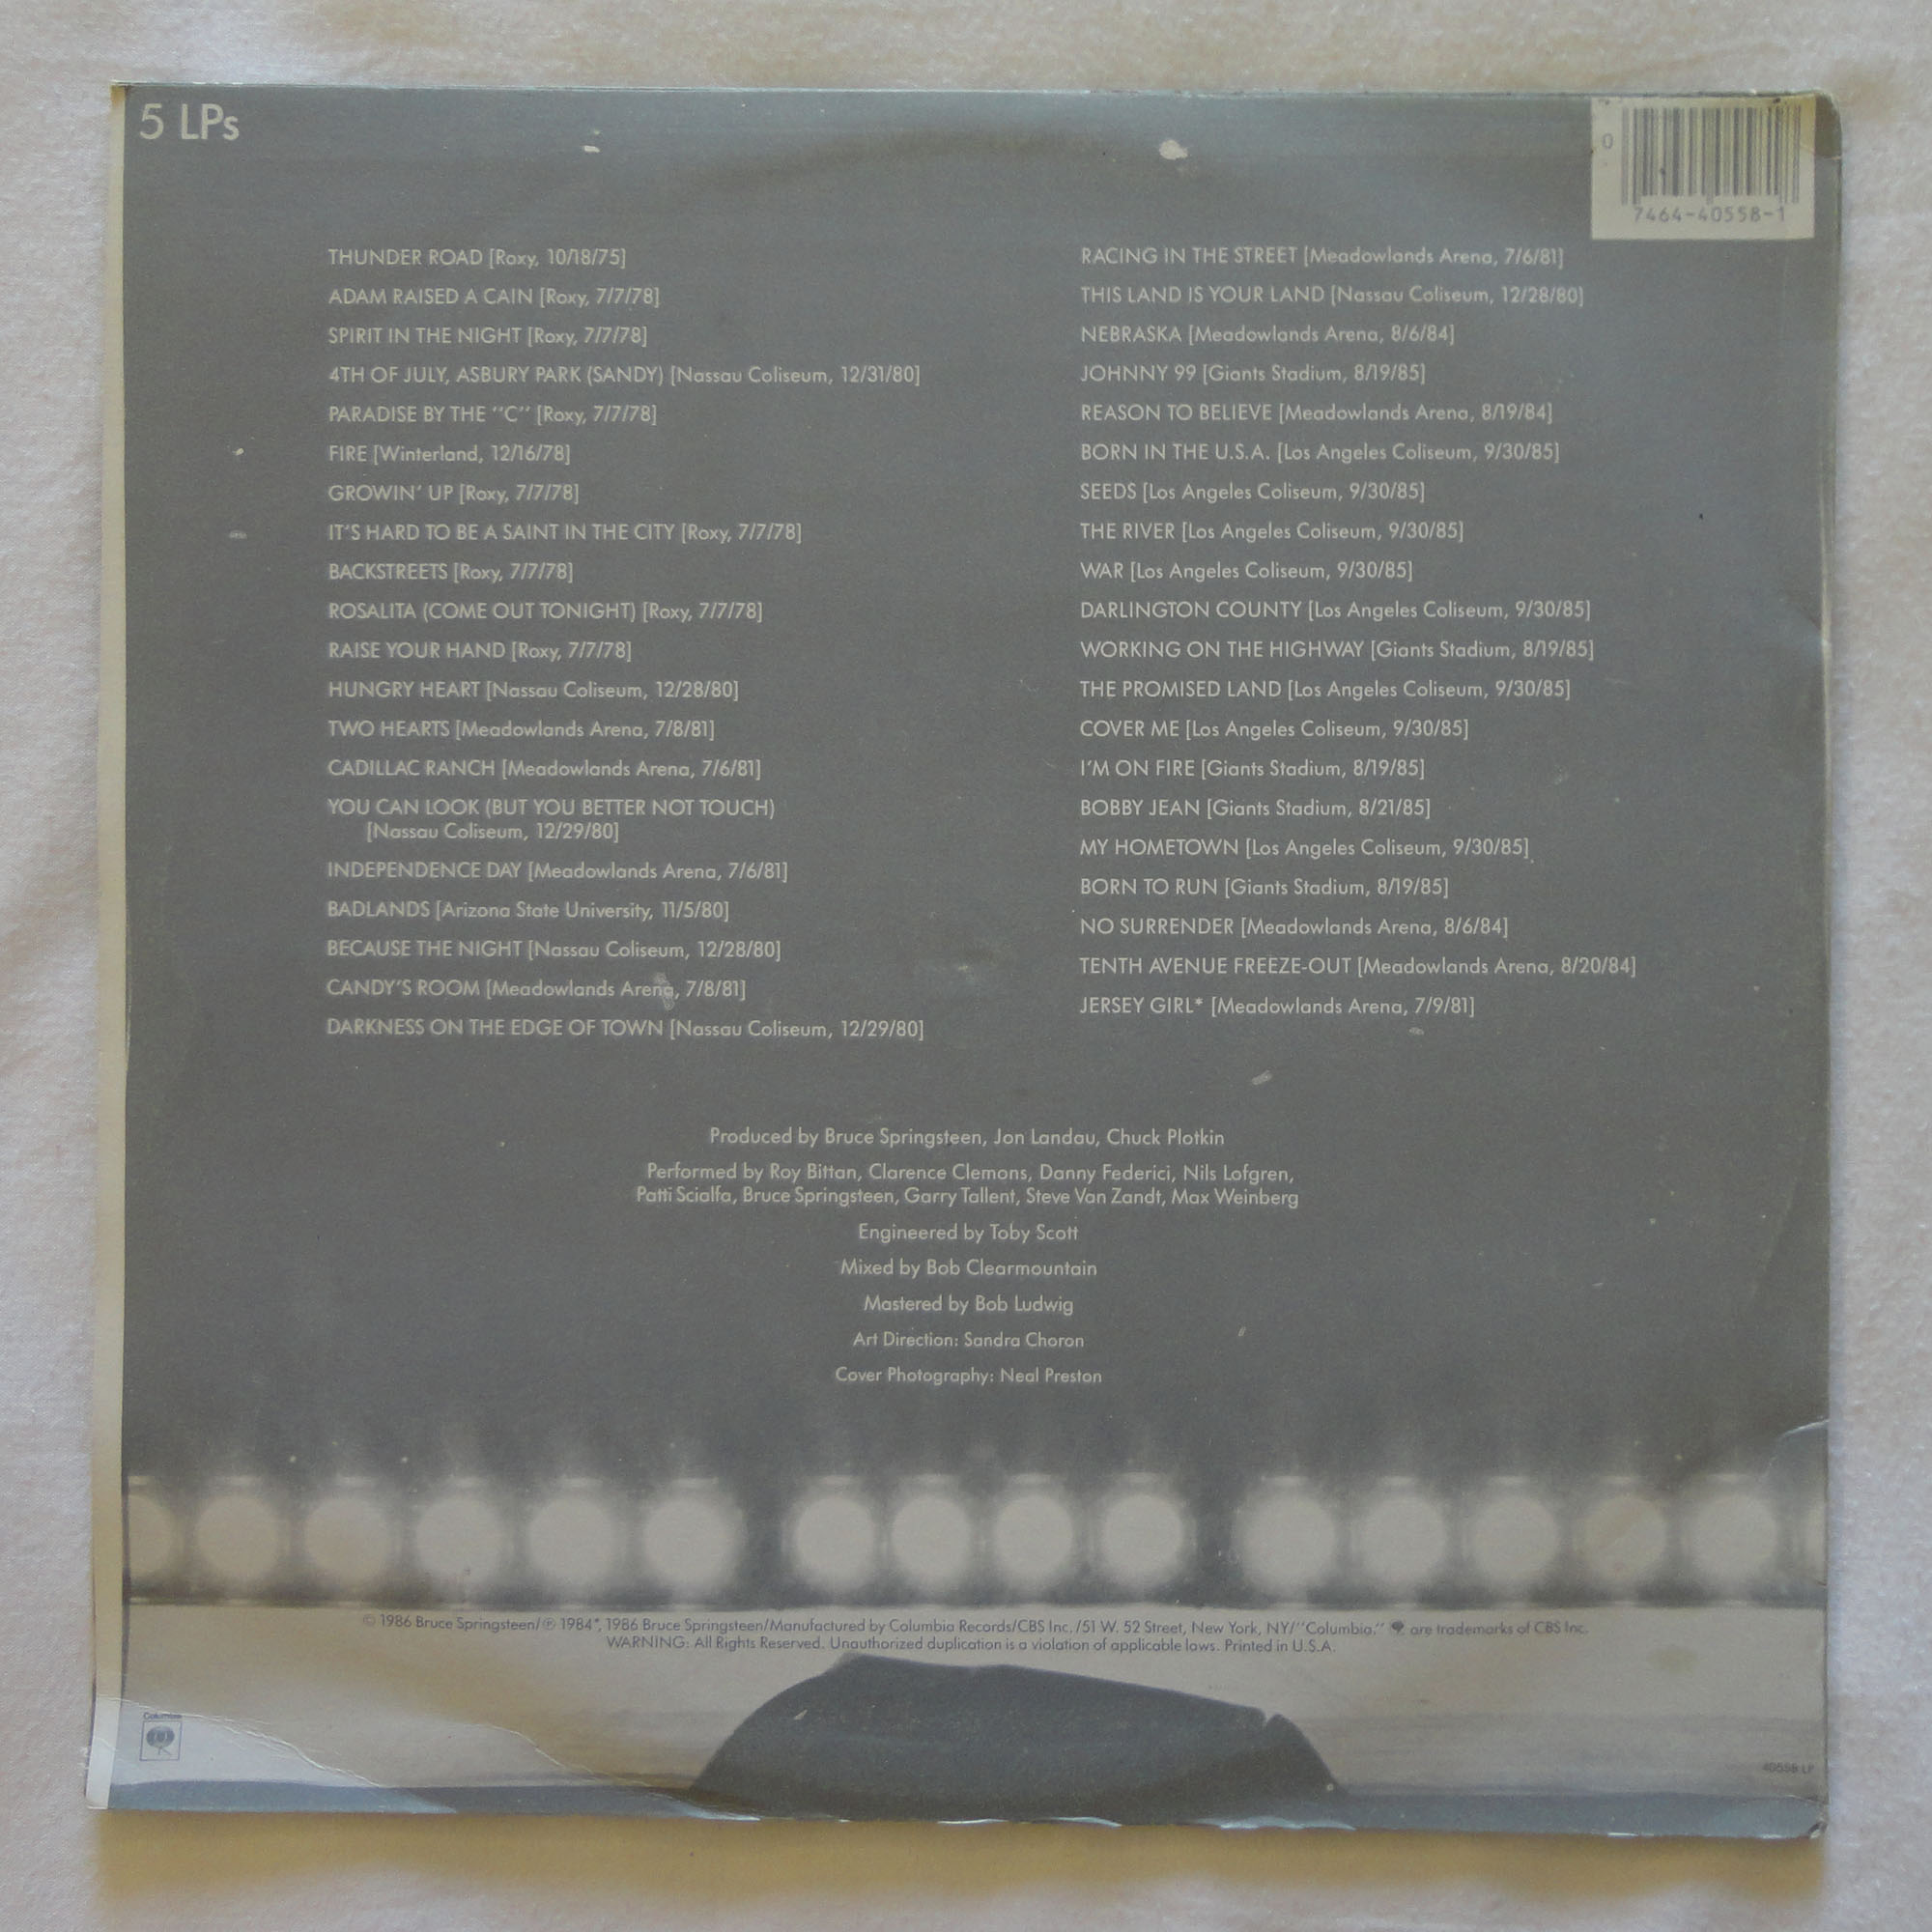 5 LPs
0
7464-40558-1
THUNDER ROAD [Roxy, 10/18/75]
ADAM RAISED A CAIN [Roxy, 7/7/78]
SPIRIT IN THE NIGHT [Roxy, 7/7/78]
4TH OF JULY, ASBURY PARK (SANDY) [Nassau Coliseum, 12/31/80]
PARADISE BY THE "C" [Roxy, 7/7/78]
FIRE [Winterland, 12/16/78]
GROWIN' UP [Roxy, 7/7/78]
IT'S HARD TO BE A SAINT IN THE CITY [Roxy, 7/7/78]
BACKSTREETS [Roxy, 7/7/78]
ROSALITA (COME OUT TONIGHT) [Roxy, 7/7/78]
RAISE YOUR HAND [Roxy, 7/7/78]
HUNGRY HEART [Nassau Coliseum, 12/28/80]
TWO HEARTS [Meadowlands Arena, 7/8/81]
CADILLAC RANCH [Meadowlands Arena, 7/6/81]
YOU CAN LOOK (BUT YOU BETTER NOT TOUCH)
[Nassau Coliseum, 12/29/80]
INDEPENDENCE DAY [Meadowlands Arena, 7/6/81]
BADLANDS [Arizona State University, 11/5/80]
BECAUSE THE NIGHT [Nassau Coliseum, 12/28/80]
CANDY'S ROOM [Meadowlands Arena, 7/8/81]
DARKNESS ON THE EDGE OF TOWN [Nassau Coliseum, 12/29/80]
RACING IN THE STREET [Meadowlands Arena, 7/6/81]
THIS LAND IS YOUR LAND [Nassau Coliseum, 12/28/80]
NEBRASKA [Meadowlands Arena, 8/6/84]
JOHNNY 99 [Giants Stadium, 8/19/85]
REASON TO BELIEVE [Meadowlands Arena, 8/19/84]
BORN IN THE U.S.A. [Los Angeles Coliseum, 9/30/85]
SEEDS [Los Angeles Coliseum, 9/30/85]
THE RIVER [Los Angeles Coliseum, 9/30/85]
WAR [Los Angeles Coliseum, 9/30/85]
DARLINGTON COUNTY [Los Angeles Coliseum, 9/30/85]
WORKING ON THE HIGHWAY [Giants Stadium, 8/19/85]
THE PROMISED LAND [Los Angeles Coliseum, 9/30/85]
COVER ME [Los Angeles Coliseum, 9/30/85]
I'M ON FIRE [Giants Stadium, 8/19/85]
BOBBY JEAN [Giants Stadium, 8/21/85]
MY HOMETOWN [Los Angeles Coliseum, 9/30/85]
BORN TO RUN [Giants Stadium, 8/19/85]
NO SURRENDER [Meadowlands Arena, 8/6/84]
TENTH AVENUE FREEZE-OUT [Meadowlands Arena, 8/20/84]
JERSEY GIRL* [Meadowlands Arena, 7/9/81]
Produced by Bruce Springsteen, Jon Landau, Chuck Plotkin
Performed by Roy Bittan, Clarence Clemons, Danny Federici, Nils Lofgren,
Patti Scialfa, Bruce Springsteen, Garry Tallent, Steve Van Zandt, Max Weinberg
Engineered by Toby Scott
Mixed by Bob Clearmountain
Mastered by Bob Ludwig
Art Direction: Sandra Choron
Cover Photography: Neal Preston
© 1986 Bruce Springsteen/℗ 1984*, 1986 Bruce Springsteen/Manufactured by Columbia Records/CBS Inc./51 W. 52 Street, New York, NY/"Columbia," are trademarks of CBS Inc.
WARNING: All Rights Reserved. Unauthorized duplication is a violation of applicable laws. Printed in U.S.A.
Columbia
40558 LP